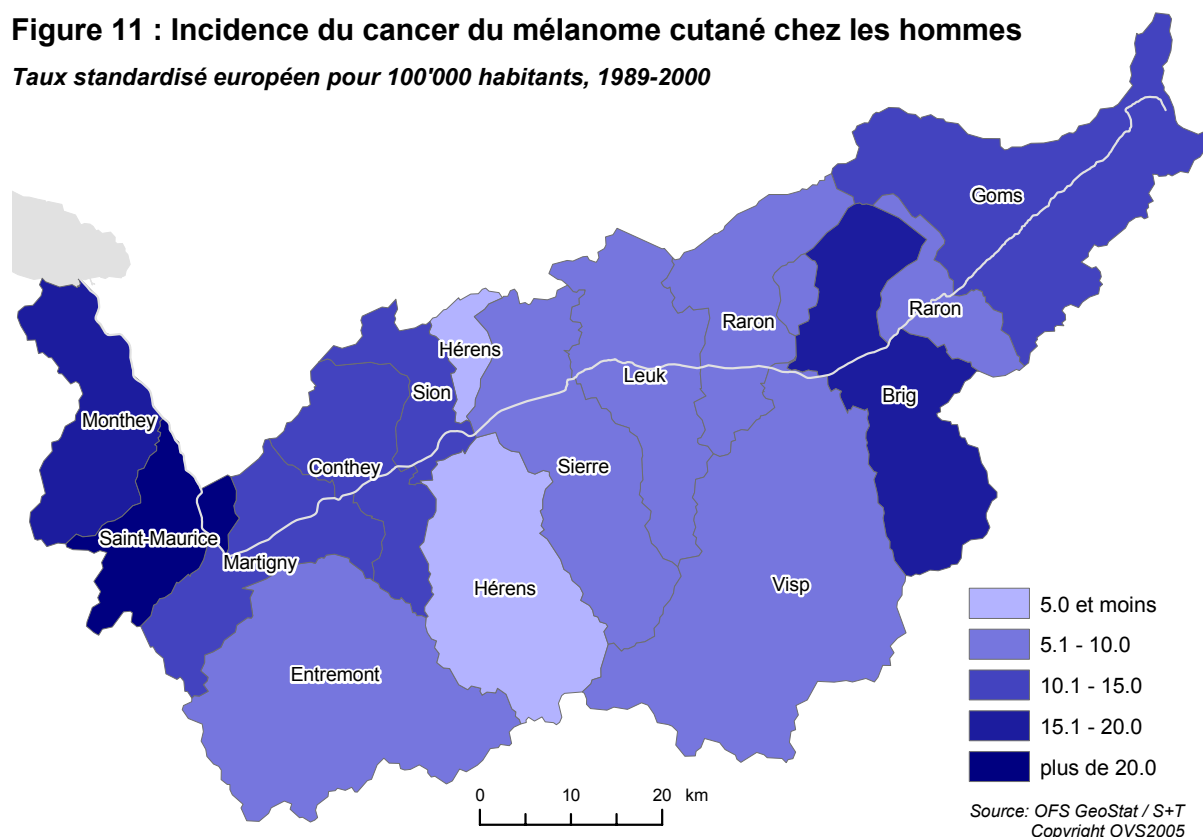 Figure 11 : Incidence du cancer du mélanome cutané chez les hommes
Taux standardisé européen pour 100'000 habitants, 1989-2000
Goms
Raron
Raron
Hérens
Leuk
Sion
Brig
Monthey
Conthey
Sierre
Saint-Maurice
Martigny
Hérens
Visp
Entremont
5.0 et moins
5.1 - 10.0
10.1 - 15.0
15.1 - 20.0
plus de 20.0
0 10 20 km
Source: OFS GeoStat / S+T
Copyright OVS2005